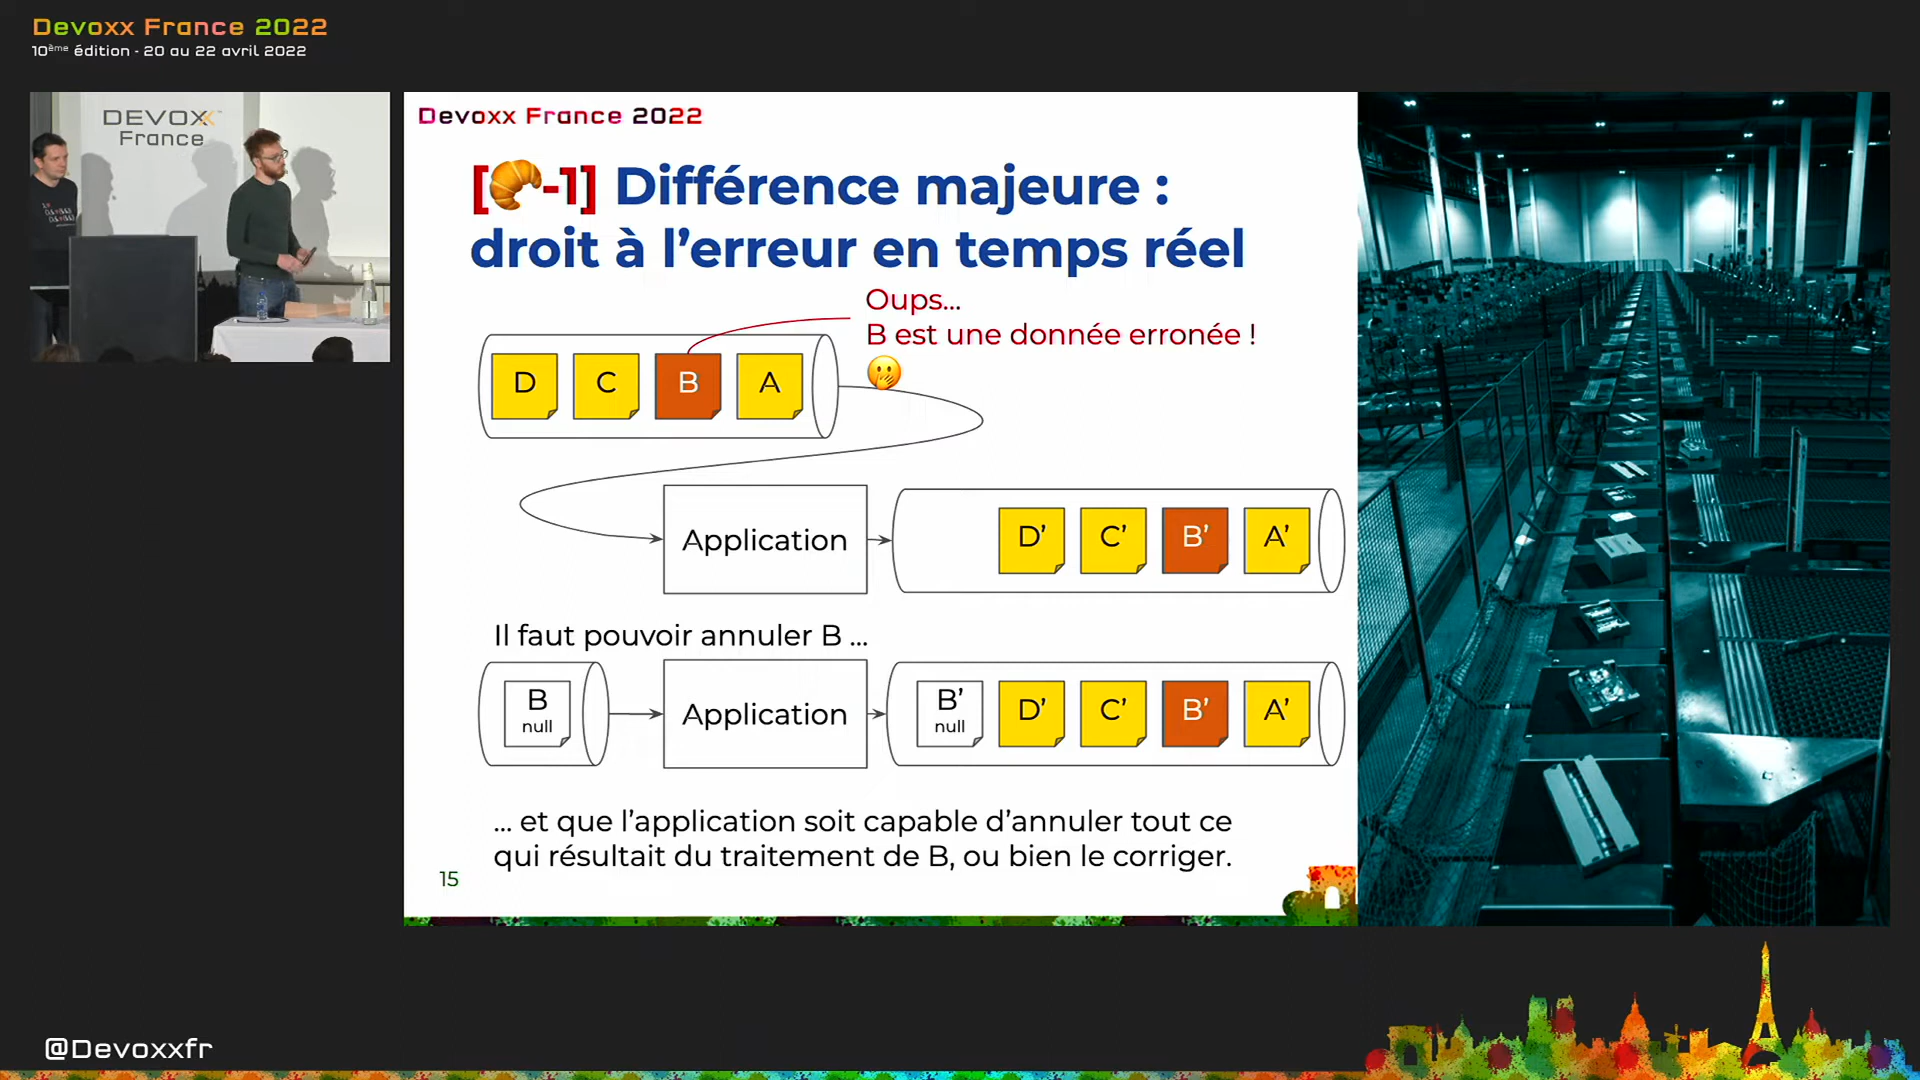 Devoxx France 2022
10ème édition - 20 au 22 avril 2022
DEVOXX
France
Devoxx France 2022
[🥐-1] Différence majeure :
droit à l'erreur en temps réel
Oups...
B est une donnée erronée !
D C B A
Application
D' C' B' A'
Il faut pouvoir annuler B ...
B
null
Application
B'
null
D' C' B' A'
... et que l'application soit capable d'annuler tout ce
qui résultait du traitement de B, ou bien le corriger.
15
@Devoxxfr